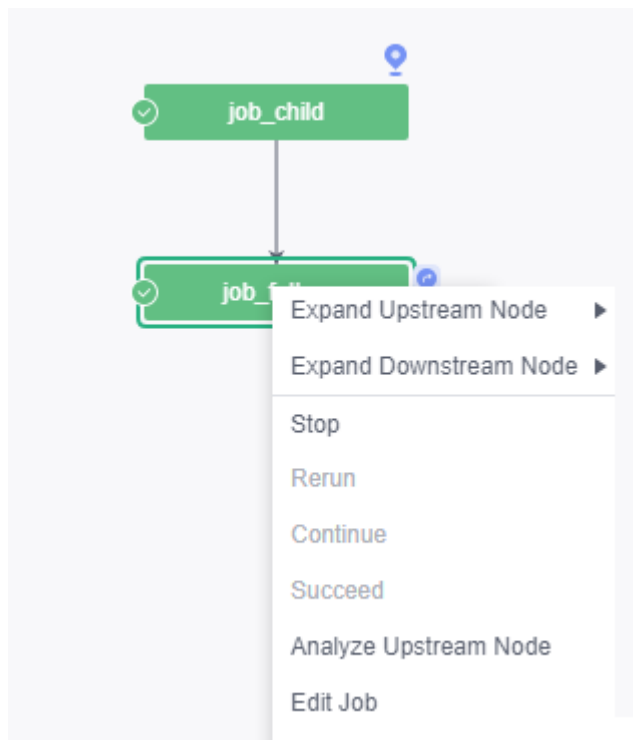 job_child
Expand Upstream Node
Expand Downstream Node
Stop
Rerun
Continue
Succeed
Analyze Upstream Node
Edit Job